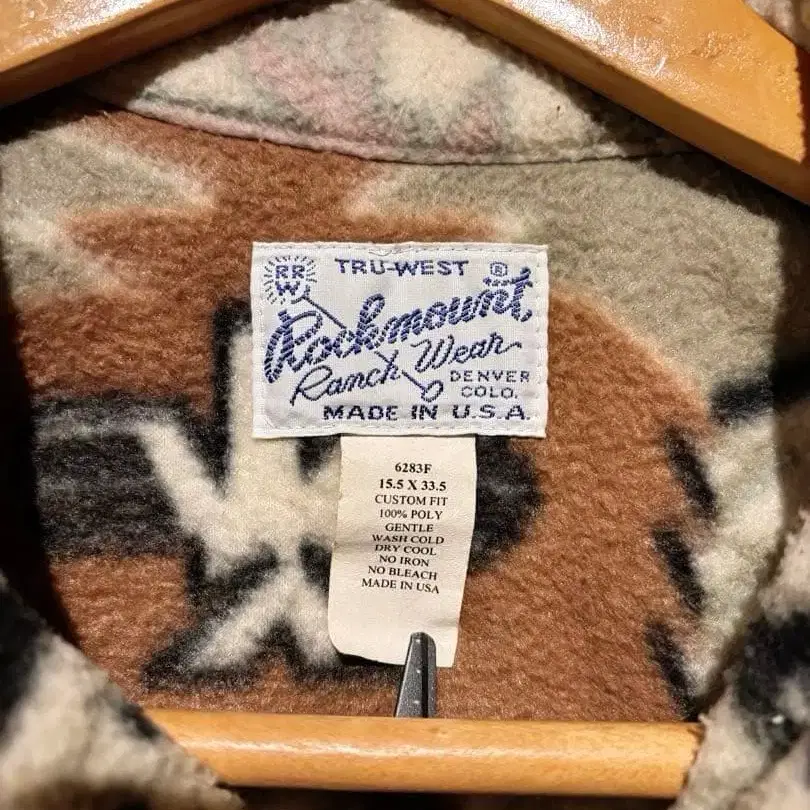 RR
W
TRU-WEST ®
Rockmount
Ranch Wear
DENVER
COLO.
MADE IN U.S.A.
6283F
15.5 X 33.5
CUSTOM FIT
100% POLY
GENTLE
WASH COLD
DRY COOL
NO IRON
NO BLEACH
MADE IN USA